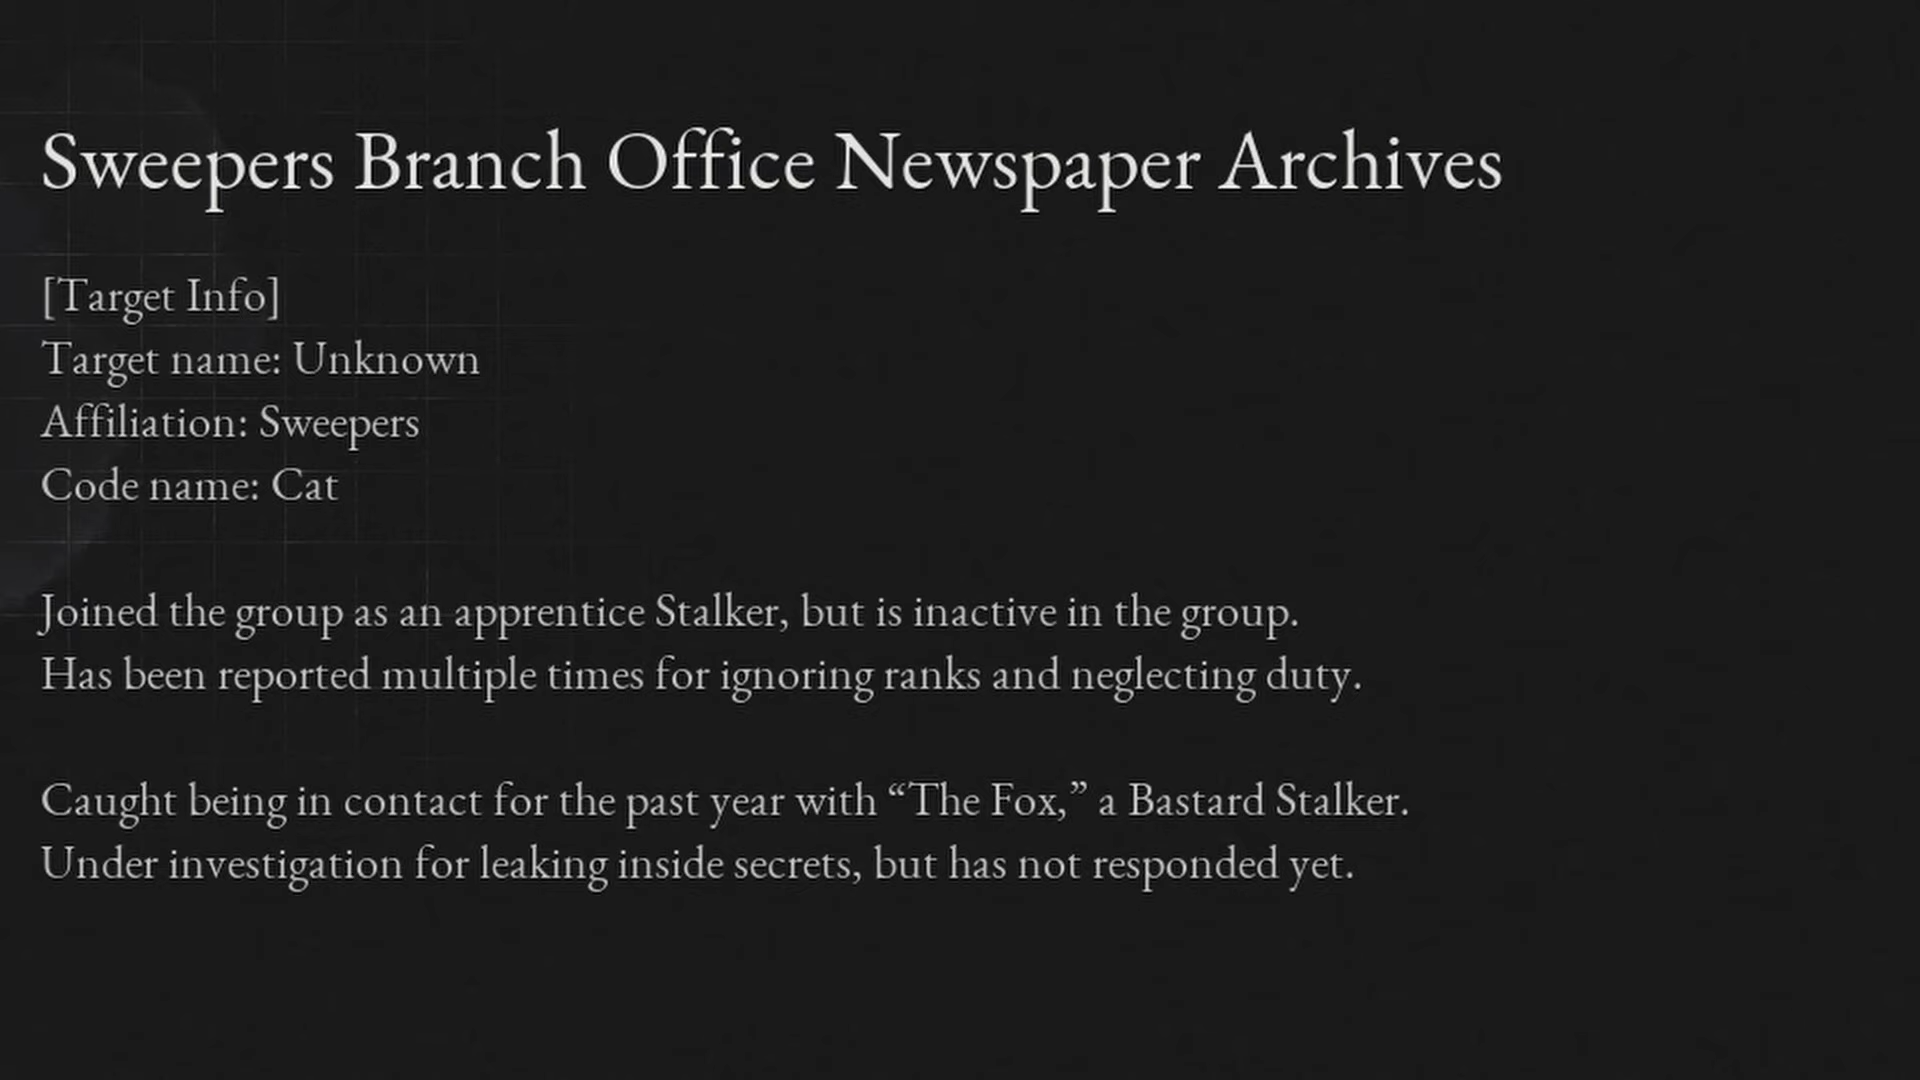 Sweepers Branch Office Newspaper Archives
[Target Info]
Target name: Unknown
Affiliation: Sweepers
Code name: Cat
Joined the group as an apprentice Stalker, but is inactive in the group.
Has been reported multiple times for ignoring ranks and neglecting duty.
Caught being in contact for the past year with “The Fox,” a Bastard Stalker.
Under investigation for leaking inside secrets, but has not responded yet.